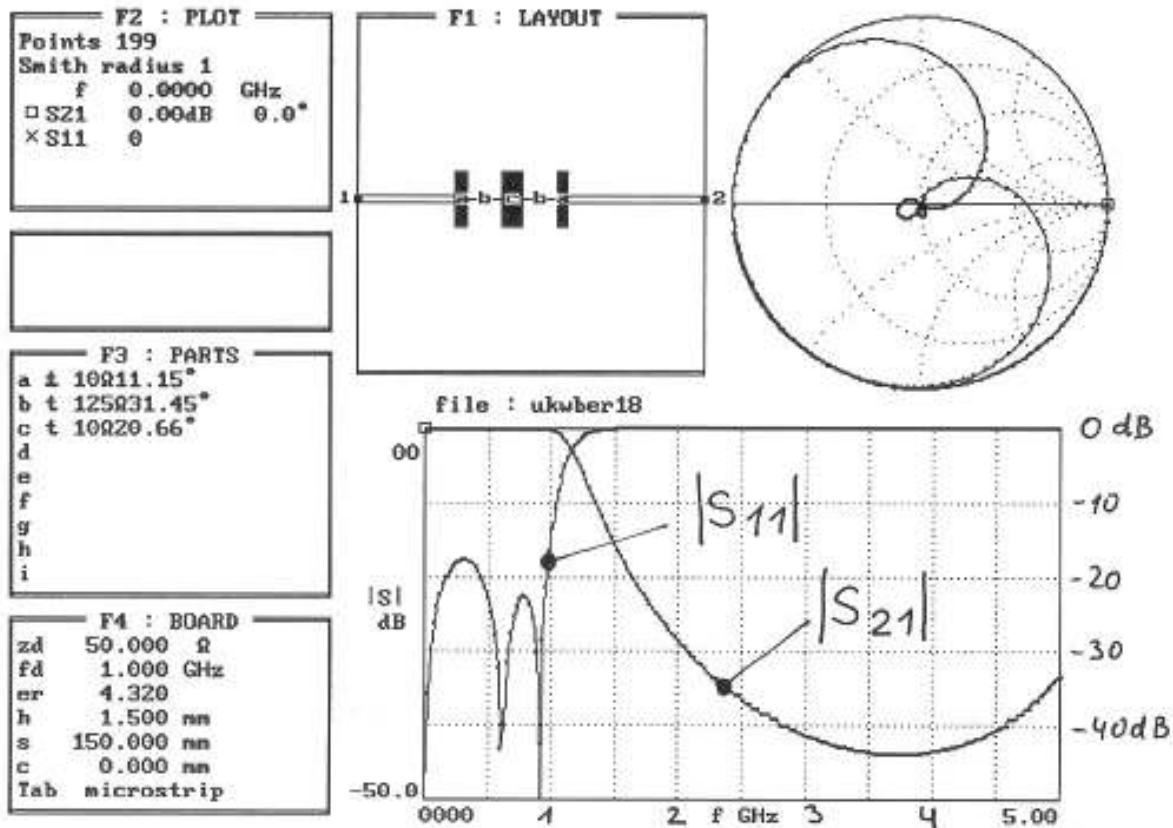 F2 : PLOT
Points 199
Smith radius 1
f 0.0000 GHz
□ S21 0.00dB 0.0°
× S11 0
F1 : LAYOUT
1
b
C
b
2
F3 : PARTS
a ± 10Ω11.15°
b t 125Ω31.45°
c t 10Ω20.66°
d
e
f
g
h
i
F4 : BOARD
zd 50.000 Ω
fd 1.000 GHz
er 4.320
h 1.500 mm
s 150.000 mm
c 0.000 mm
Tab microstrip
file : ukwber18
00
|S|
dB
-50.0
|S11|
|S21|
0 dB
-10
-20
-30
-40dB
0000 1 2 f GHz 3 4 5.00